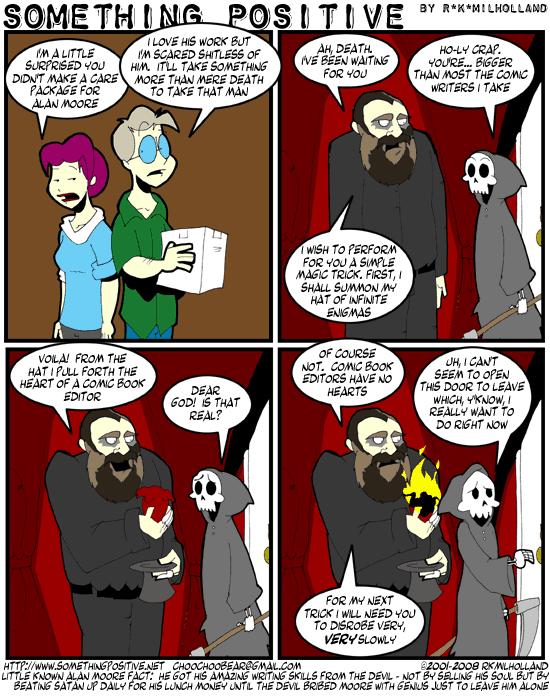 SOMETHING POSITIVE
BY R*K*MILHOLLAND
I'M A LITTLE
SURPRISED YOU
DIDN'T MAKE A CARE
PACKAGE FOR
ALAN MOORE
I LOVE HIS WORK BUT
I'M SCARED SHITLESS OF
HIM. IT'LL TAKE SOMETHING
MORE THAN MERE DEATH
TO TAKE THAT MAN
AH, DEATH.
I'VE BEEN WAITING
FOR YOU
HO-LY CRAP.
YOU'RE... BIGGER
THAN MOST THE COMIC
WRITERS I TAKE
I WISH TO PERFORM
FOR YOU A SIMPLE
MAGIC TRICK. FIRST, I
SHALL SUMMON MY
HAT OF INFINITE
ENIGMAS
VOILA! FROM THE
HAT I PULL FORTH THE
HEART OF A COMIC BOOK
EDITOR
DEAR
GOD! IS THAT
REAL?
OF COURSE
NOT. COMIC BOOK
EDITORS HAVE NO
HEARTS
UH, I CAN'T
SEEM TO OPEN
THIS DOOR TO LEAVE
WHICH, Y'KNOW, I
REALLY WANT TO
DO RIGHT NOW
FOR MY NEXT
TRICK I WILL NEED YOU
TO DISROBE VERY,
VERY SLOWLY
HTTP://WWW.SOMETHINGPOSITIVE.NET CHOOCHOOBEAR@GMAIL.COM ©2001-2008 RKMILHOLLAND
LITTLE KNOWN ALAN MOORE FACT: HE GOT HIS AMAZING WRITING SKILLS FROM THE DEVIL - NOT BY SELLING HIS SOUL BUT BY
BEATING SATAN UP DAILY FOR HIS LUNCH MONEY UNTIL THE DEVIL BRIBED MOORE WITH GENIUS JUST TO LEAVE HIM ALONE